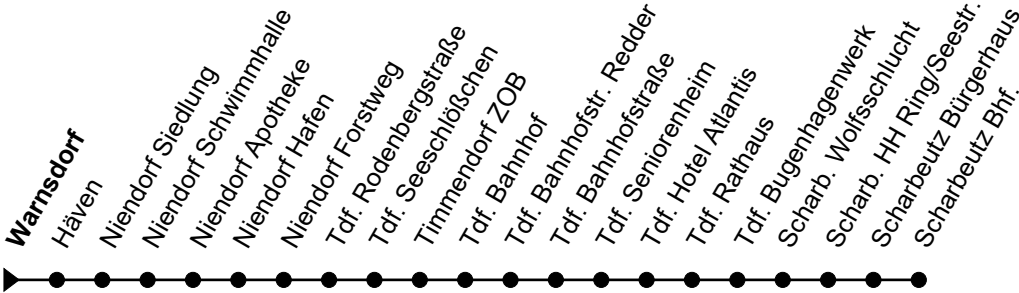 Warnsdorf
Häven
Niendorf Siedlung
Niendorf Schwimmhalle
Niendorf Apotheke
Niendorf Hafen
Niendorf Forstweg
Tdf. Rodenbergstraße
Tdf. Seeschlößchen
Timmendorf ZOB
Tdf. Bahnhof
Tdf. Bahnhofstr. Redder
Tdf. Bahnhofstraße
Tdf. Seniorenheim
Tdf. Hotel Atlantis
Tdf. Rathaus
Tdf. Bugenhagenwerk
Scharb. Wolfsschlucht
Scharb. HH Ring/Seestr.
Scharbeutz Bürgerhaus
Scharbeutz Bhf.